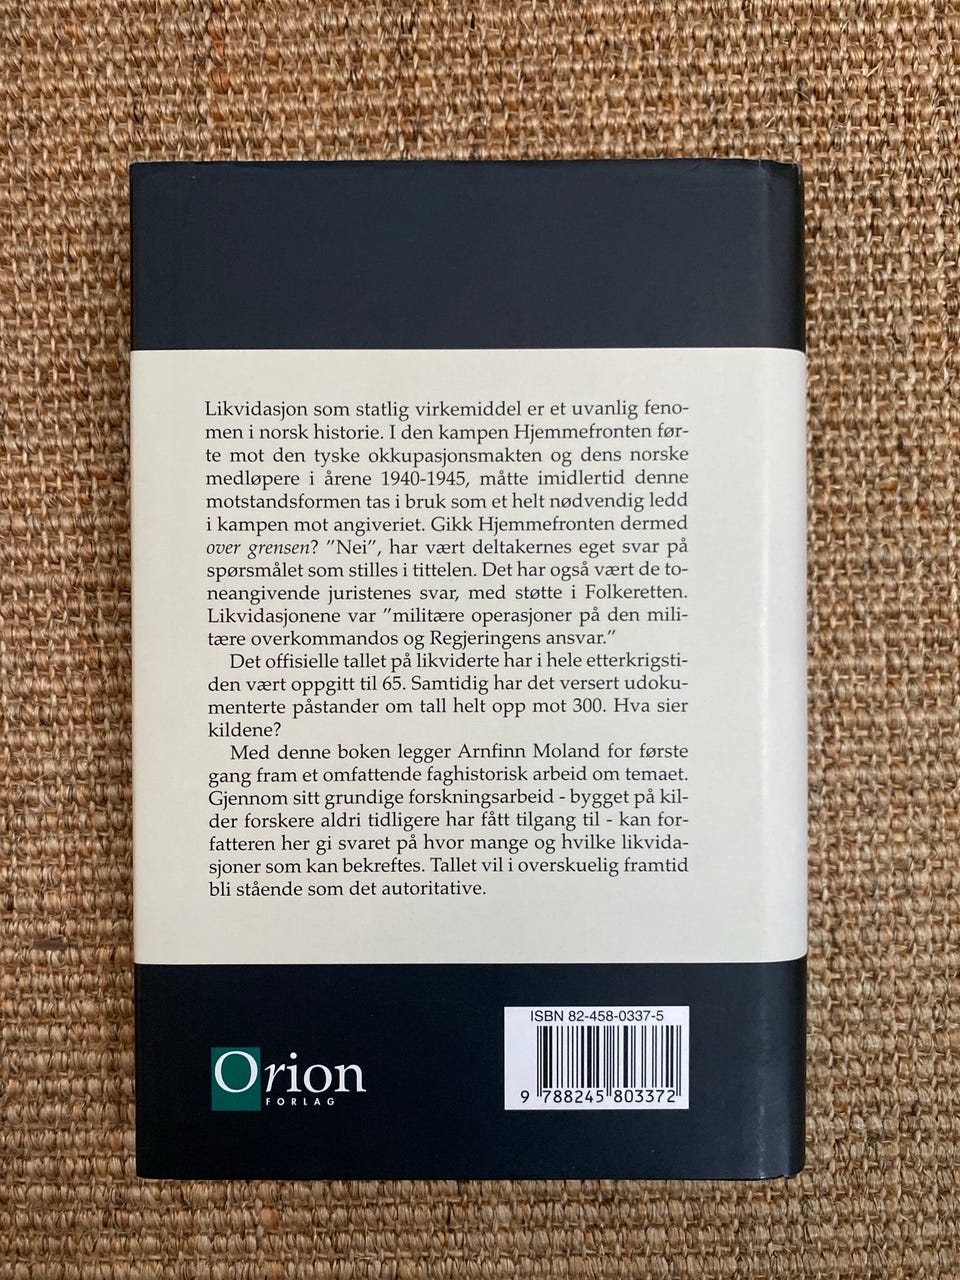 Likvidasjon som statlig virkemiddel er et uvanlig feno-
men i norsk historie. I den kampen Hjemmefronten før-
te mot den tyske okkupasjonsmakten og dens norske
medløpere i årene 1940-1945, måtte imidlertid denne
motstandsformen tas i bruk som et helt nødvendig ledd
i kampen mot angiveriet. Gikk Hjemmefronten dermed
over grensen? ”Nei”, har vært deltakernes eget svar på
spørsmålet som stilles i tittelen. Det har også vært de to-
neangivende juristenes svar, med støtte i Folkeretten.
Likvidasjonene var ”militære operasjoner på den mili-
tære overkommandos og Regjeringens ansvar.”
Det offisielle tallet på likviderte har i hele etterkrigsti-
den vært oppgitt til 65. Samtidig har det versert udoku-
menterte påstander om tall helt opp mot 300. Hva sier
kildene?
Med denne boken legger Arnfinn Moland for første
gang fram et omfattende faghistorisk arbeid om temaet.
Gjennom sitt grundige forskningsarbeid - bygget på kil-
der forskere aldri tidligere har fått tilgang til - kan for-
fatteren her gi svaret på hvor mange og hvilke likvida-
sjoner som kan bekreftes. Tallet vil i overskuelig framtid
bli stående som det autoritative.
ISBN 82-458-0337-5
9 788245 803372
Orion
FORLAG